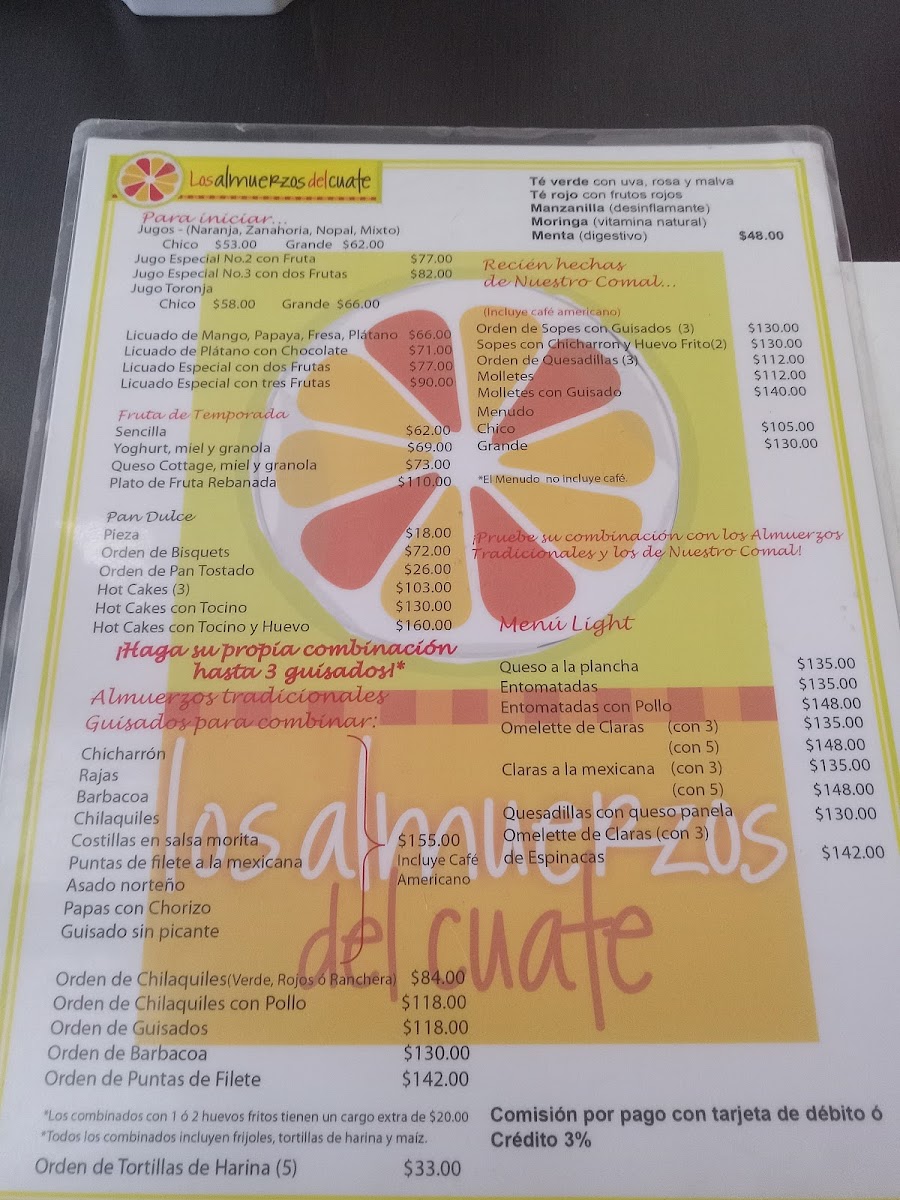 Los almuerzos del cuate
Para iniciar...
Jugos - (Naranja, Zanahoria, Nopal, Mixto)
Chico $53.00 Grande $62.00
Jugo Especial No.2 con Fruta $77.00
Jugo Especial No.3 con dos Frutas $82.00
Jugo Toronja
Chico $58.00 Grande $66.00
Licuado de Mango, Papaya, Fresa, Plátano $66.00
Licuado de Plátano con Chocolate $71.00
Licuado Especial con dos Frutas $77.00
Licuado Especial con tres Frutas $90.00
Fruta de Temporada
Sencilla $62.00
Yoghurt, miel y granola $69.00
Queso Cottage, miel y granola $73.00
Plato de Fruta Rebanada $110.00
Pan Dulce
Pieza $18.00
Orden de Bisquets $72.00
Orden de Pan Tostado $26.00
Hot Cakes (3) $103.00
Hot Cakes con Tocino $130.00
Hot Cakes con Tocino y Huevo $160.00
¡Haga su propia combinación
hasta 3 guisados!*
Almuerzos tradicionales
Guisados para combinar:
Chicharrón
Rajas
Barbacoa
Chilaquiles
Costillas en salsa morita
Puntas de filete a la mexicana
Asado norteño
Papas con Chorizo
Guisado sin picante
$155.00
Incluye Café
Americano
Orden de Chilaquiles(Verde, Rojos ó Ranchera) $84.00
Orden de Chilaquiles con Pollo $118.00
Orden de Guisados $118.00
Orden de Barbacoa $130.00
Orden de Puntas de Filete $142.00
*Los combinados con 1 ó 2 huevos fritos tienen un cargo extra de $20.00
*Todos los combinados incluyen frijoles, tortillas de harina y maíz.
Orden de Tortillas de Harina (5) $33.00
Té verde con uva, rosa y malva
Té rojo con frutos rojos
Manzanilla (desinflamante)
Moringa (vitamina natural)
Menta (digestivo) $48.00
Recién hechas
de Nuestro Comal...
(Incluye café americano)
Orden de Sopes con Guisados (3) $130.00
Sopes con Chicharron y Huevo Frito(2) $130.00
Orden de Quesadillas (3) $112.00
Molletes $112.00
Molletes con Guisado $140.00
Menudo
Chico $105.00
Grande $130.00
*El Menudo no incluye café.
¡Pruebe su combinación con los Almuerzos
Tradicionales y los de Nuestro Comal!
Menú Light
Queso a la plancha $135.00
Entomatadas $135.00
Entomatadas con Pollo $148.00
Omelette de Claras (con 3) $135.00
(con 5) $148.00
Claras a la mexicana (con 3) $135.00
(con 5) $148.00
Quesadillas con queso panela $130.00
Omelette de Claras (con 3)
de Espinacas $142.00
los almuerzos
del cuate
Comisión por pago con tarjeta de débito ó
Crédito 3%